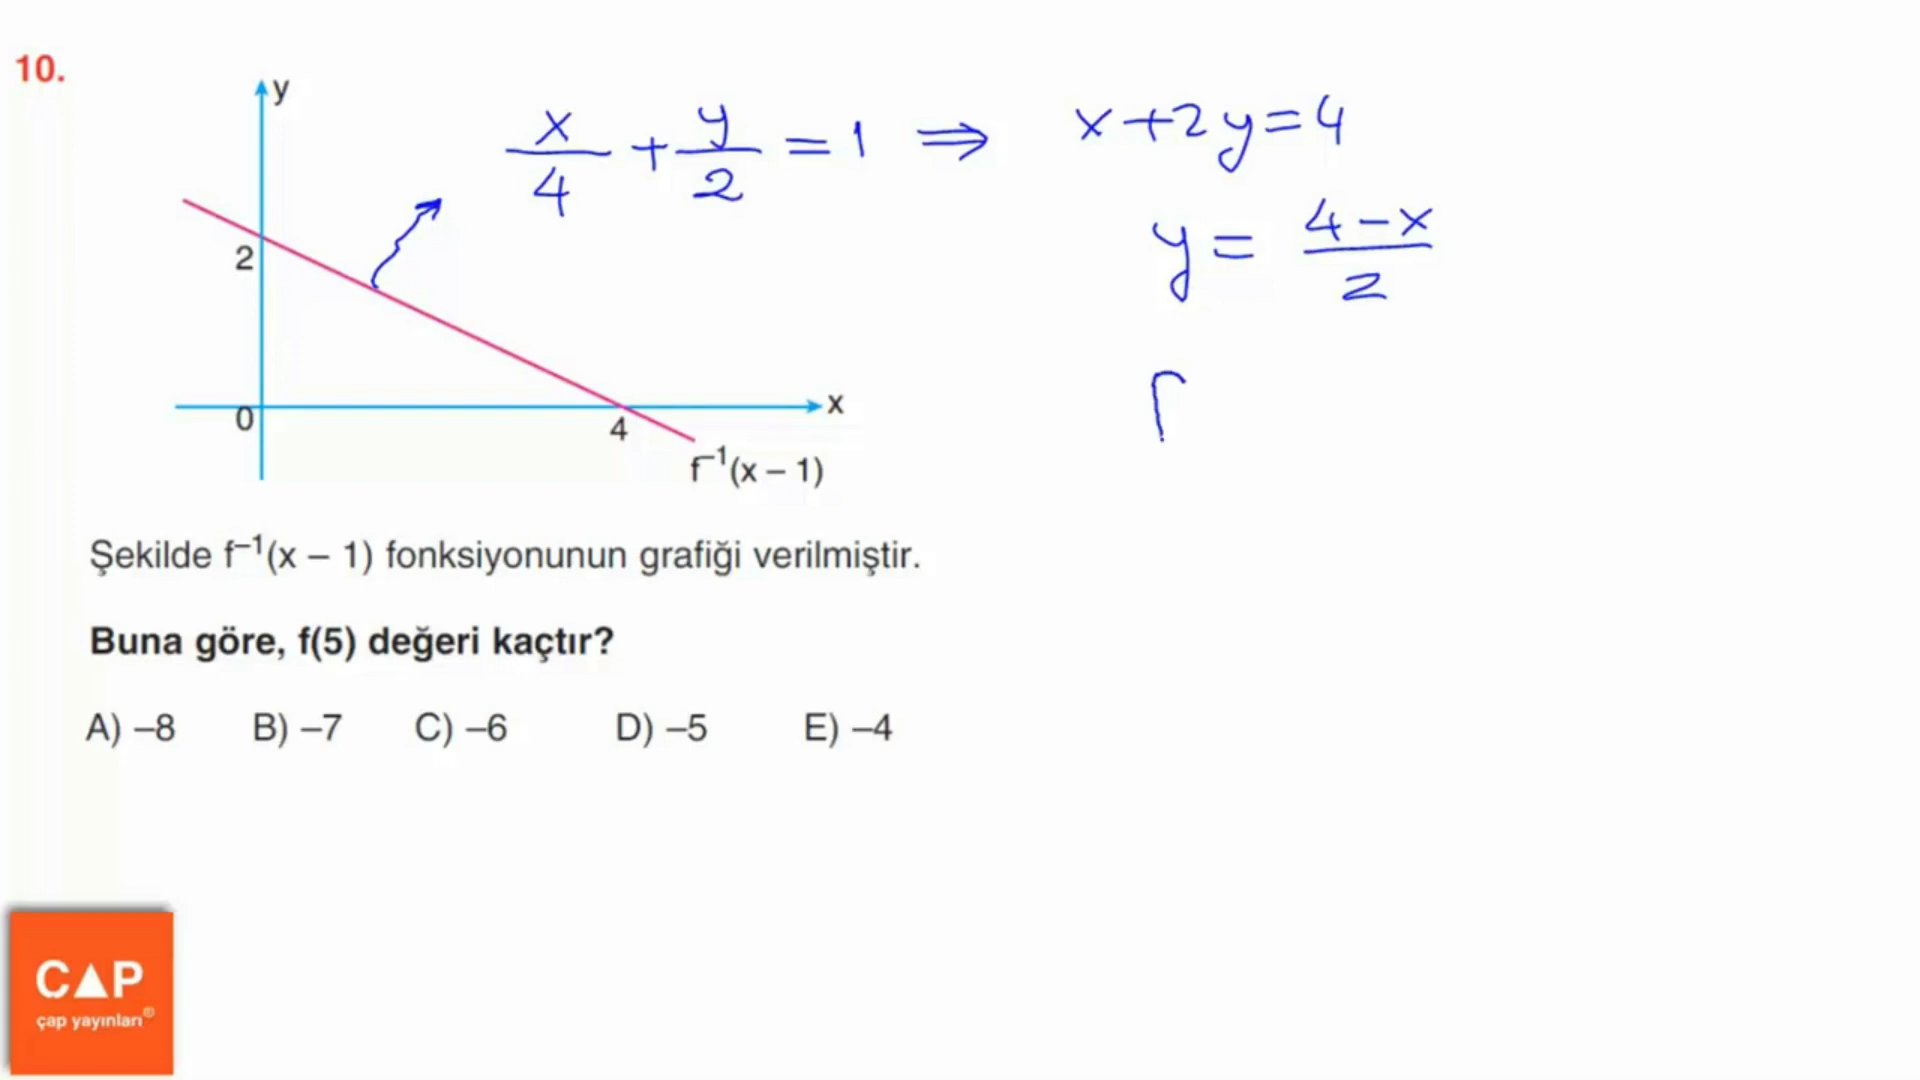 10.
y
x/4 + y/2 = 1 ⇒ x+2y=4
y = (4-x)/2
2
0
4
x
f⁻¹(x – 1)
Şekilde f⁻¹(x – 1) fonksiyonunun grafiği verilmiştir.
Buna göre, f(5) değeri kaçtır?
A) –8 B) –7 C) –6 D) –5 E) –4
CAP
çap yayınları®